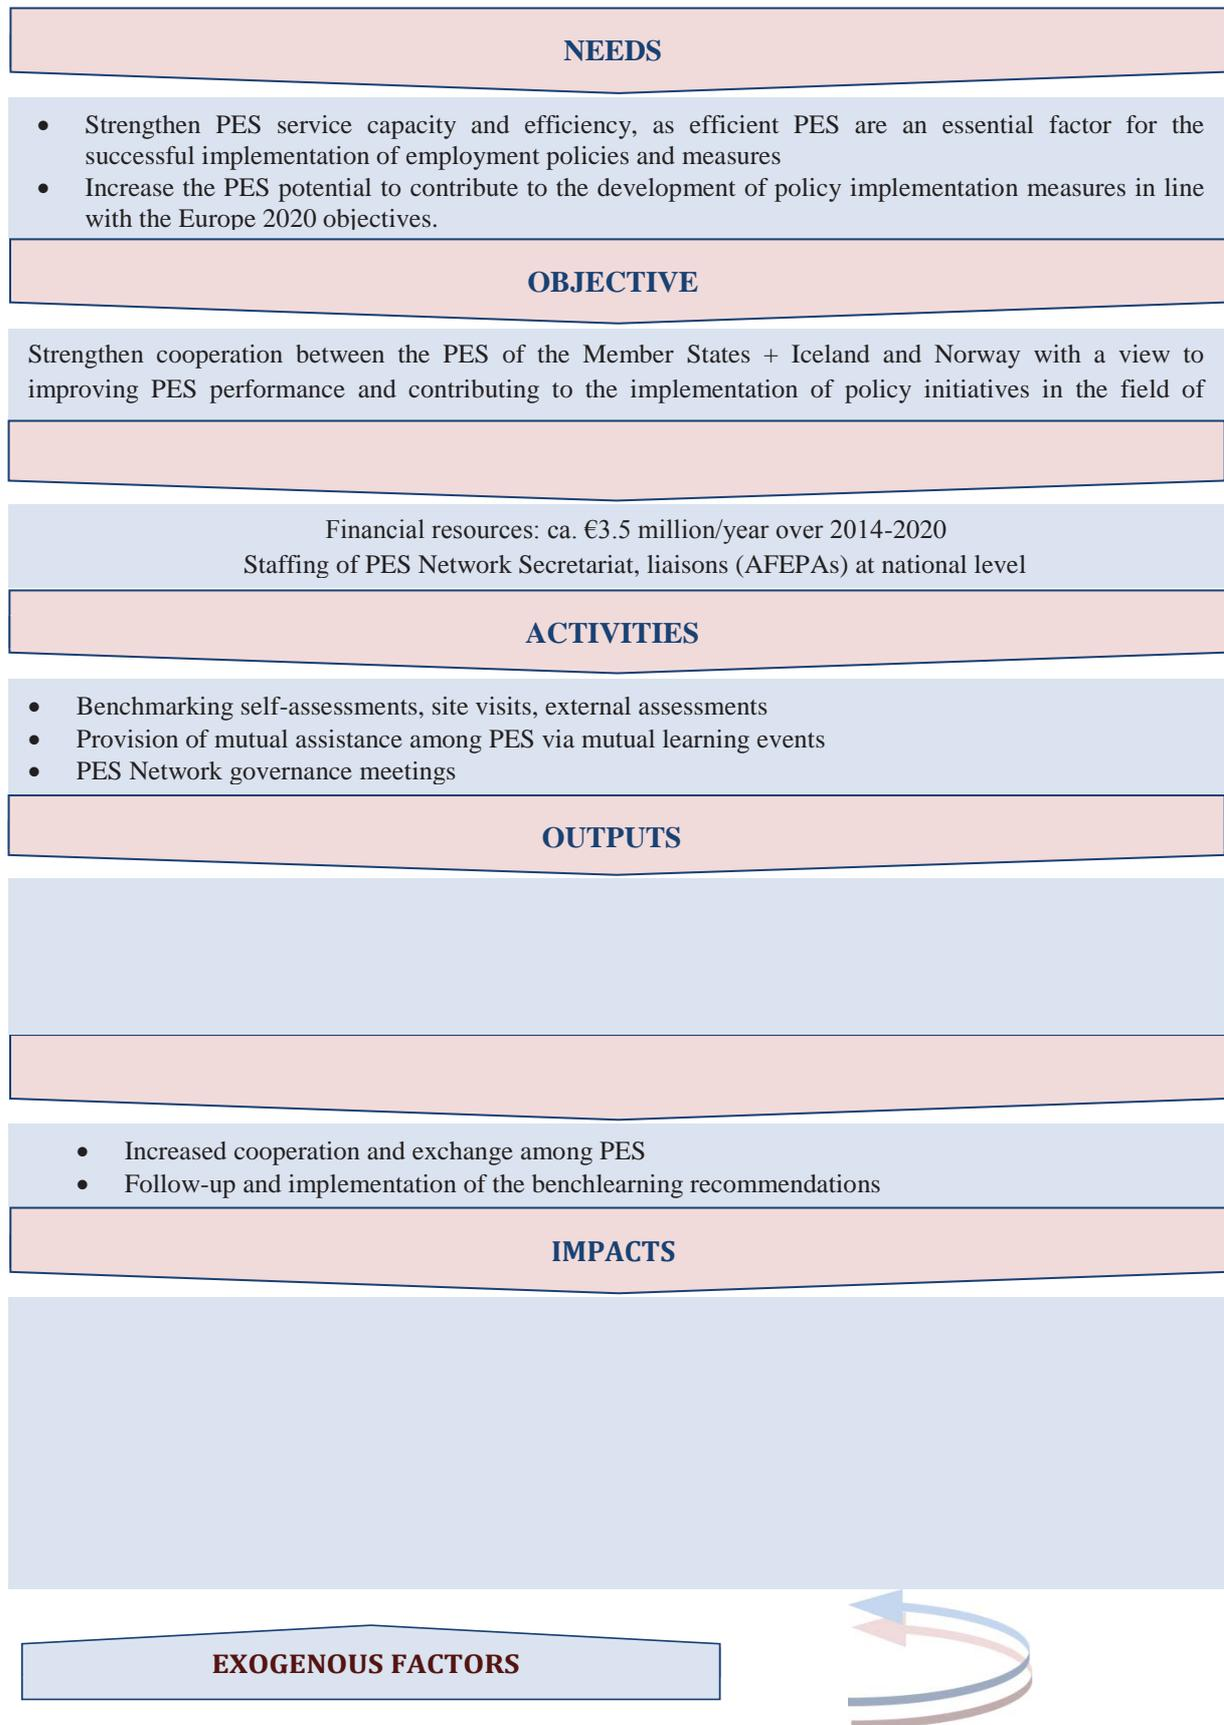 NEEDS
• Strengthen PES service capacity and efficiency, as efficient PES are an essential factor for the
successful implementation of employment policies and measures
• Increase the PES potential to contribute to the development of policy implementation measures in line
with the Europe 2020 objectives.
OBJECTIVE
Strengthen cooperation between the PES of the Member States + Iceland and Norway with a view to
improving PES performance and contributing to the implementation of policy initiatives in the field of
Financial resources: ca. €3.5 million/year over 2014-2020
Staffing of PES Network Secretariat, liaisons (AFEPAs) at national level
ACTIVITIES
• Benchmarking self-assessments, site visits, external assessments
• Provision of mutual assistance among PES via mutual learning events
• PES Network governance meetings
OUTPUTS
• Increased cooperation and exchange among PES
• Follow-up and implementation of the benchlearning recommendations
IMPACTS
EXOGENOUS FACTORS